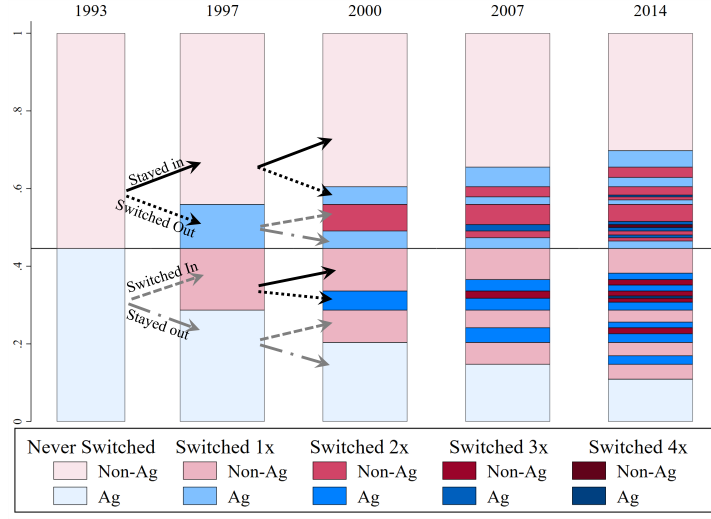 1993 1997 2000 2007 2014
1
.8
.6
.4
.2
0
Stayed in
Switched Out
Switched In
Stayed out
Never Switched Switched 1x Switched 2x Switched 3x Switched 4x
Non-Ag Non-Ag Non-Ag Non-Ag Non-Ag
Ag Ag Ag Ag Ag